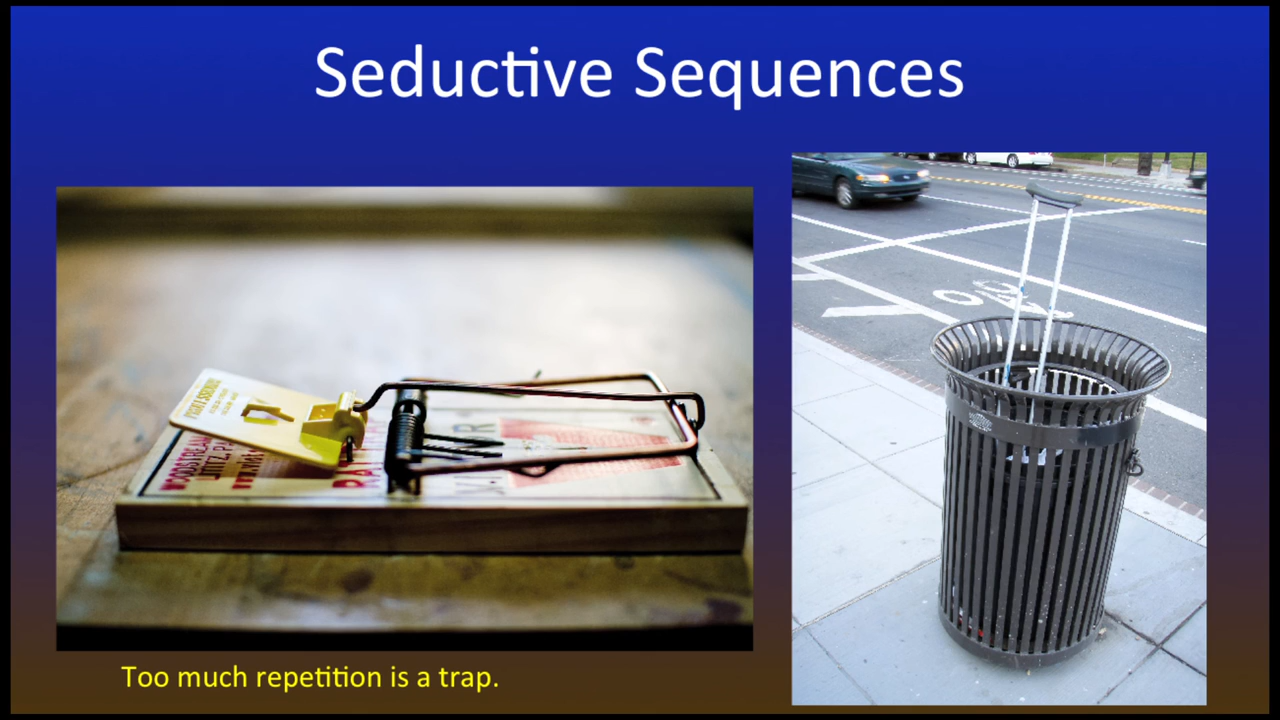 Seductive Sequences
Too much repetition is a trap.